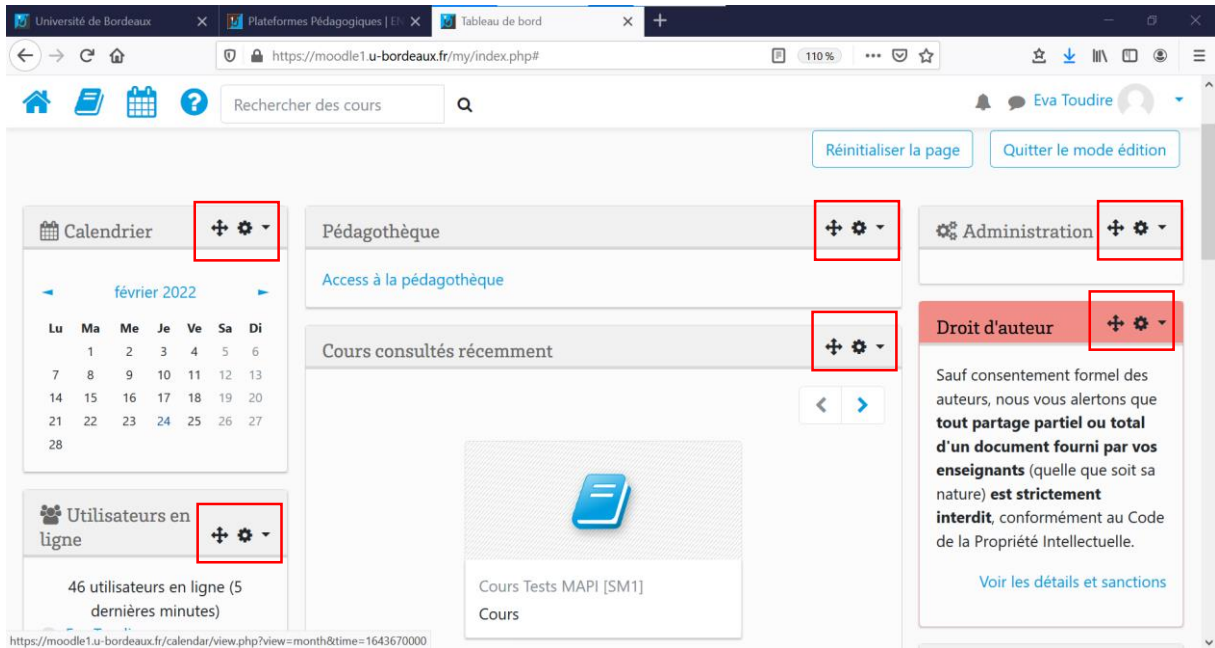 Université de Bordeaux
Plateformes Pédagogiques | EN
Tableau de bord
https://moodle1.u-bordeaux.fr/my/index.php#
110 %
Rechercher des cours
Eva Toudire
Réinitialiser la page
Quitter le mode édition
Calendrier
février 2022
Lu Ma Me Je Ve Sa Di
1 2 3 4 5 6
7 8 9 10 11 12 13
14 15 16 17 18 19 20
21 22 23 24 25 26 27
28
Utilisateurs en
ligne
46 utilisateurs en ligne (5
dernières minutes)
https://moodle1.u-bordeaux.fr/calendar/view.php?view=month&time=1643670000
Pédagothèque
Access à la pédagothèque
Cours consultés récemment
Cours Tests MAPI [SM1]
Cours
Administration
Droit d'auteur
Sauf consentement formel des
auteurs, nous vous alertons que
tout partage partiel ou total
d'un document fourni par vos
enseignants (quelle que soit sa
nature) est strictement
interdit, conformément au Code
de la Propriété Intellectuelle.
Voir les détails et sanctions